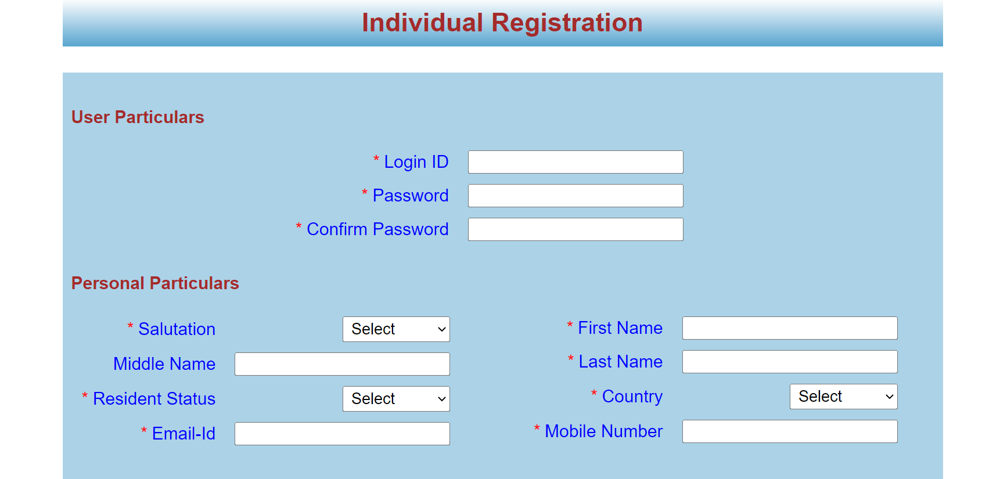 Individual Registration
User Particulars
* Login ID
* Password
* Confirm Password
Personal Particulars
* Salutation Select * First Name
Middle Name * Last Name
* Resident Status Select * Country Select
* Email-Id * Mobile Number